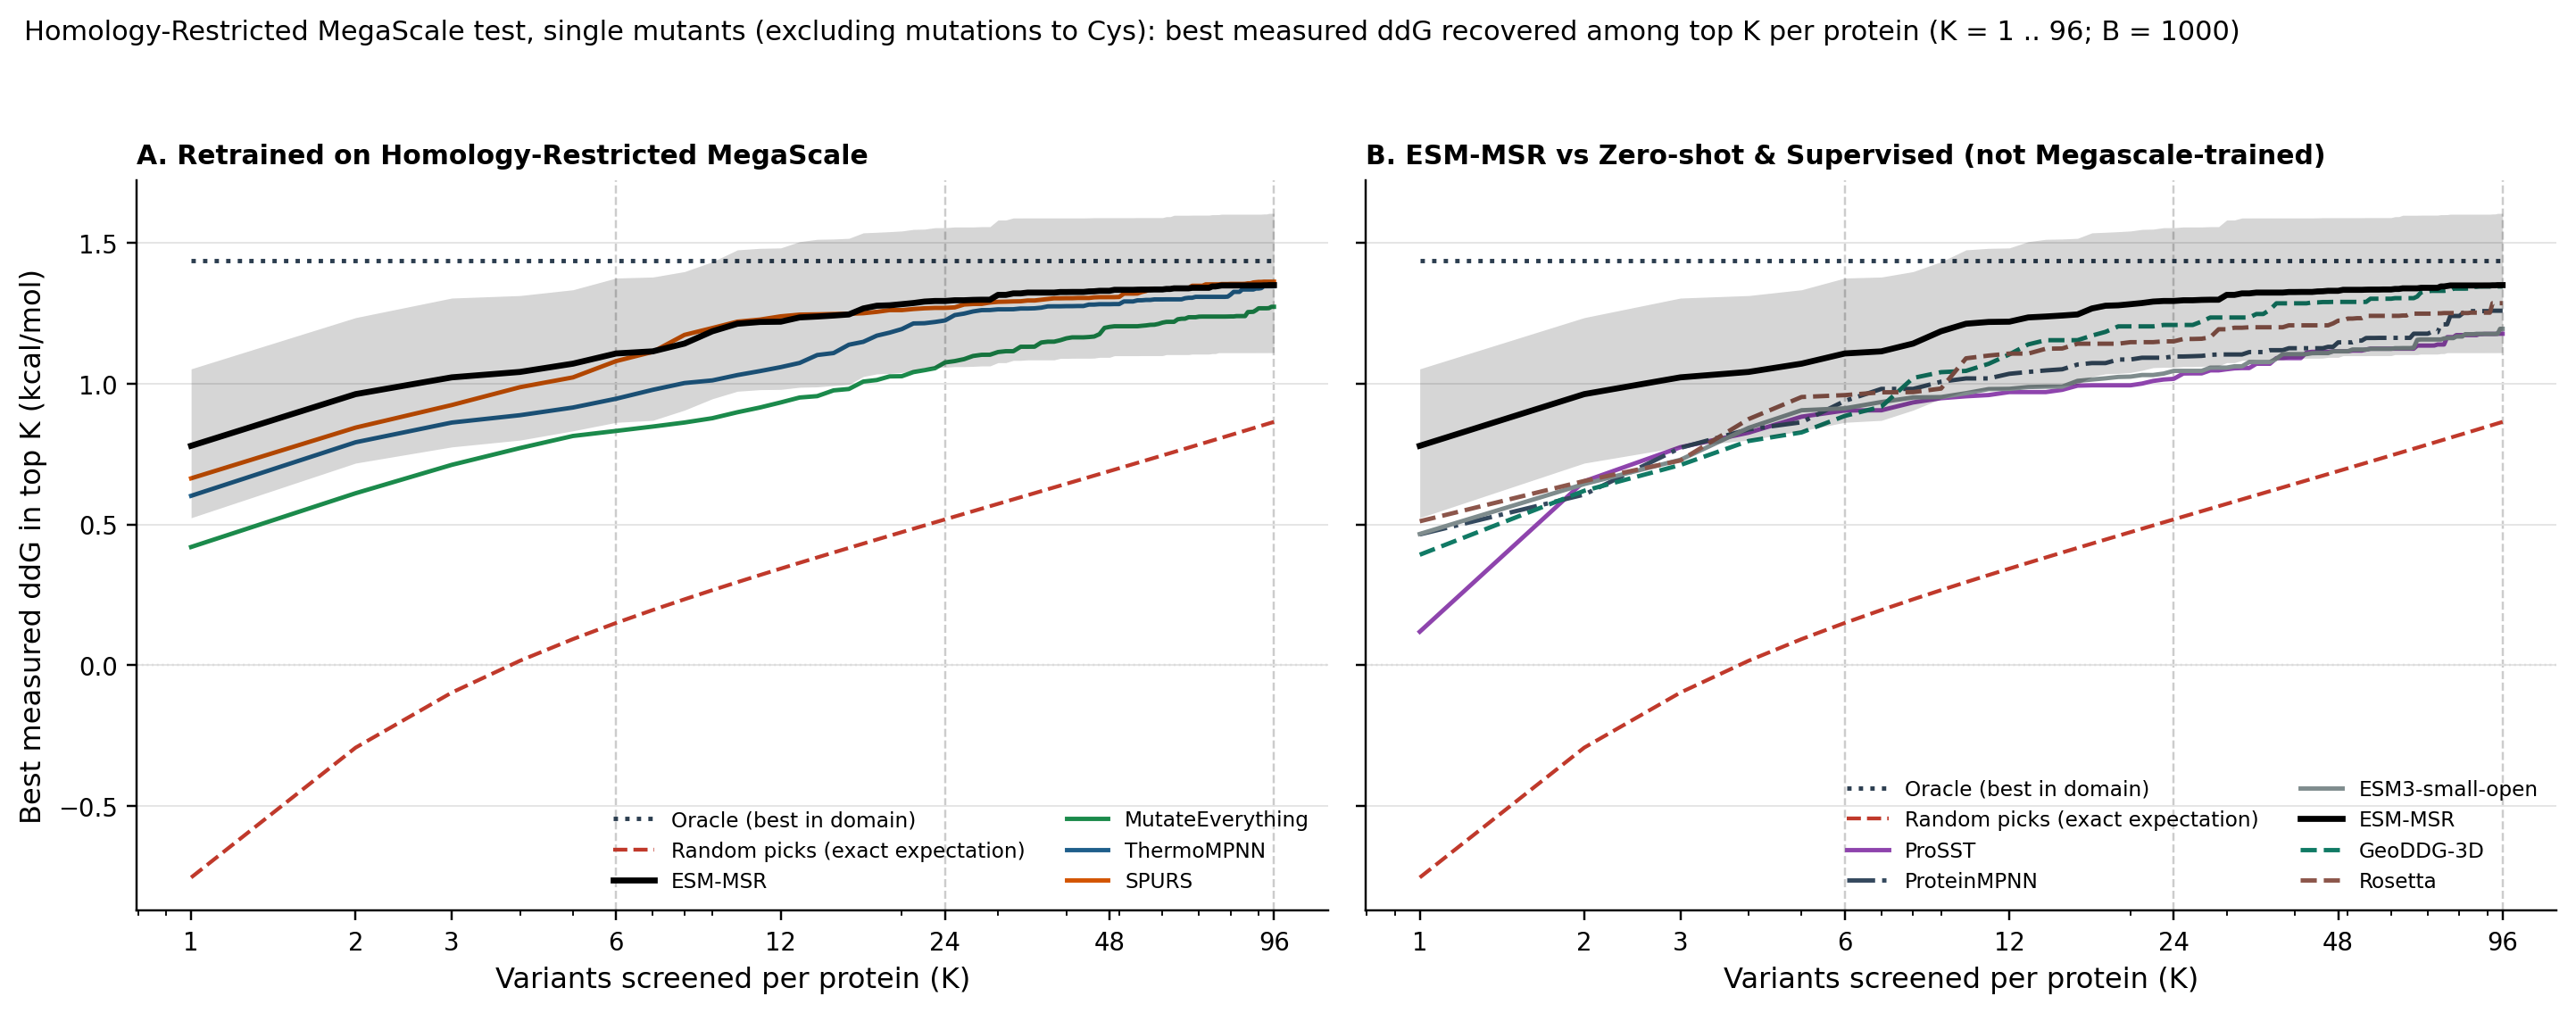 Homology-Restricted MegaScale test, single mutants (excluding mutations to Cys): best measured ddG recovered among top K per protein (K = 1 .. 96; B = 1000)
A. Retrained on Homology-Restricted MegaScale
Best measured ddG in top K (kcal/mol)
1.5
1.0
0.5
0.0
−0.5
Oracle (best in domain)
Random picks (exact expectation)
ESM-MSR
MutateEverything
ThermoMPNN
SPURS
1 2 3 6 12 24 48 96
Variants screened per protein (K)
B. ESM-MSR vs Zero-shot & Supervised (not Megascale-trained)
Oracle (best in domain)
Random picks (exact expectation)
ProSST
ProteinMPNN
ESM3-small-open
ESM-MSR
GeoDDG-3D
Rosetta
1 2 3 6 12 24 48 96
Variants screened per protein (K)